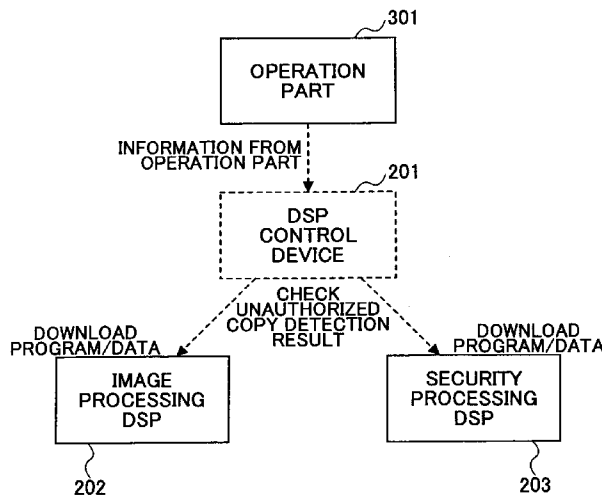 301
OPERATION
PART
INFORMATION FROM
OPERATION PART
201
DSP
CONTROL
DEVICE
CHECK
UNAUTHORIZED
COPY DETECTION
RESULT
DOWNLOAD
PROGRAM/DATA
DOWNLOAD
PROGRAM/DATA
IMAGE
PROCESSING
DSP
SECURITY
PROCESSING
DSP
202
203